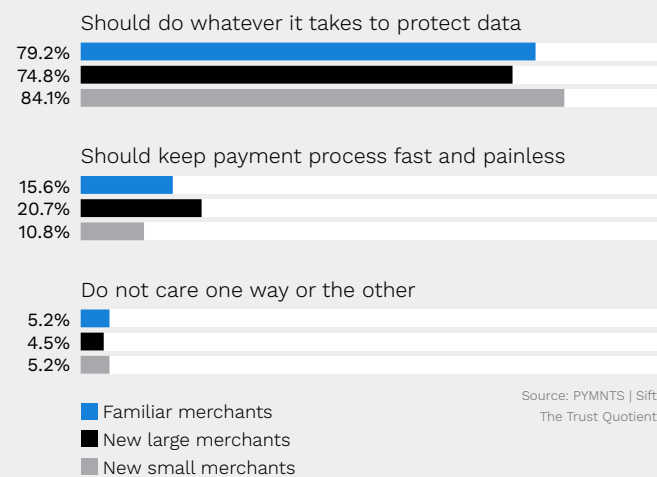 Should do whatever it takes to protect data
79.2%
74.8%
84.1%
Should keep payment process fast and painless
15.6%
20.7%
10.8%
Do not care one way or the other
5.2%
4.5%
5.2%
Familiar merchants
New large merchants
New small merchants
Source: PYMNTS | Sift
The Trust Quotient